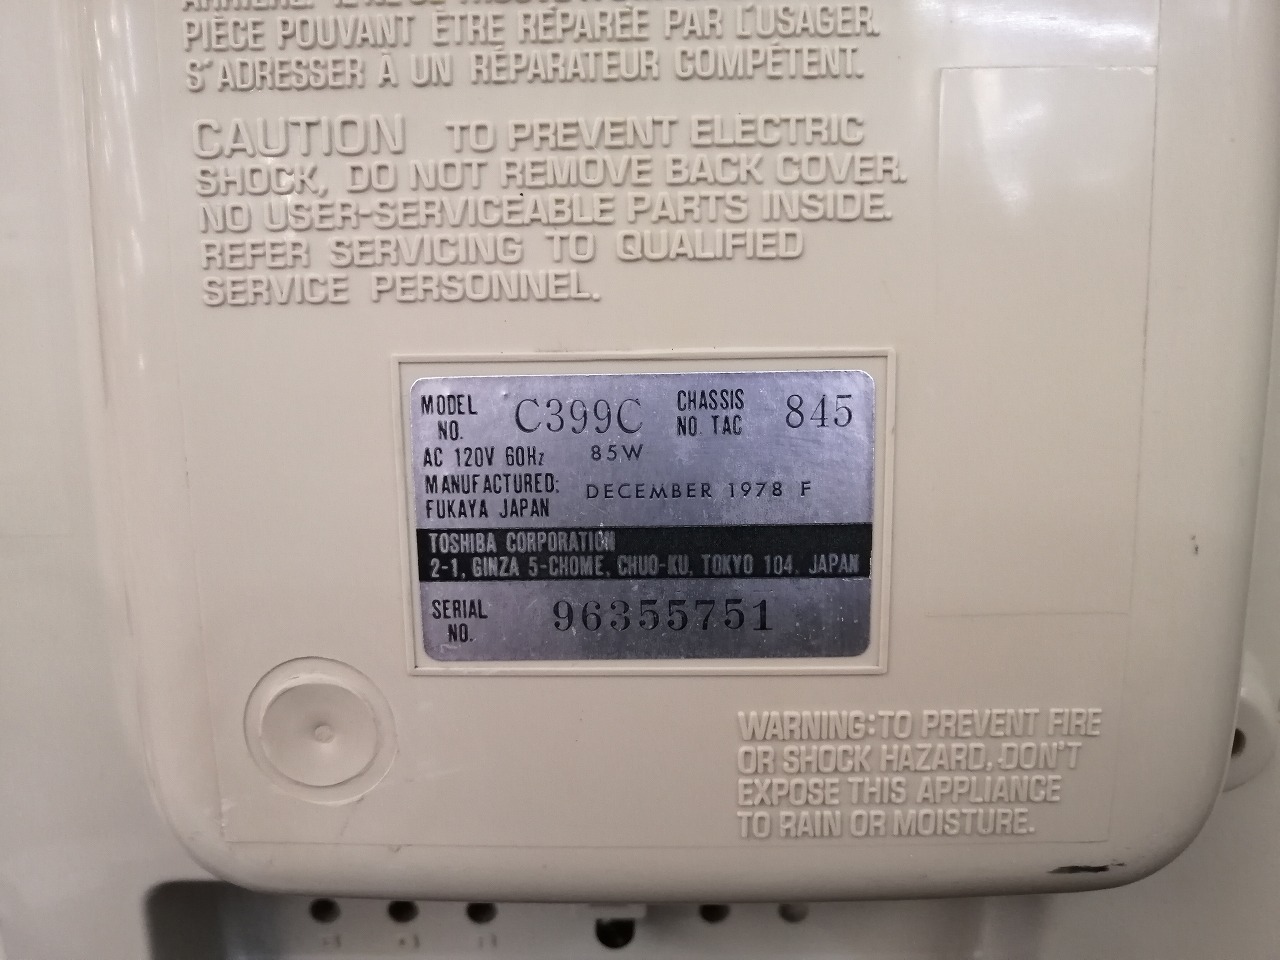 PIÈCE POUVANT ÊTRE RÉPARÉE PAR L'USAGER.
S'ADRESSER À UN RÉPARATEUR COMPÉTENT.
CAUTION TO PREVENT ELECTRIC
SHOCK, DO NOT REMOVE BACK COVER.
NO USER-SERVICEABLE PARTS INSIDE.
REFER SERVICING TO QUALIFIED
SERVICE PERSONNEL.
MODEL NO. C399C CHASSIS NO. TAC 845
AC 120V 60Hz 85W
MANUFACTURED: DECEMBER 1978 F
FUKAYA JAPAN
TOSHIBA CORPORATION
2-1, GINZA 5-CHOME, CHUO-KU, TOKYO 104, JAPAN
SERIAL NO. 96355751
WARNING: TO PREVENT FIRE
OR SHOCK HAZARD, DON'T
EXPOSE THIS APPLIANCE
TO RAIN OR MOISTURE.